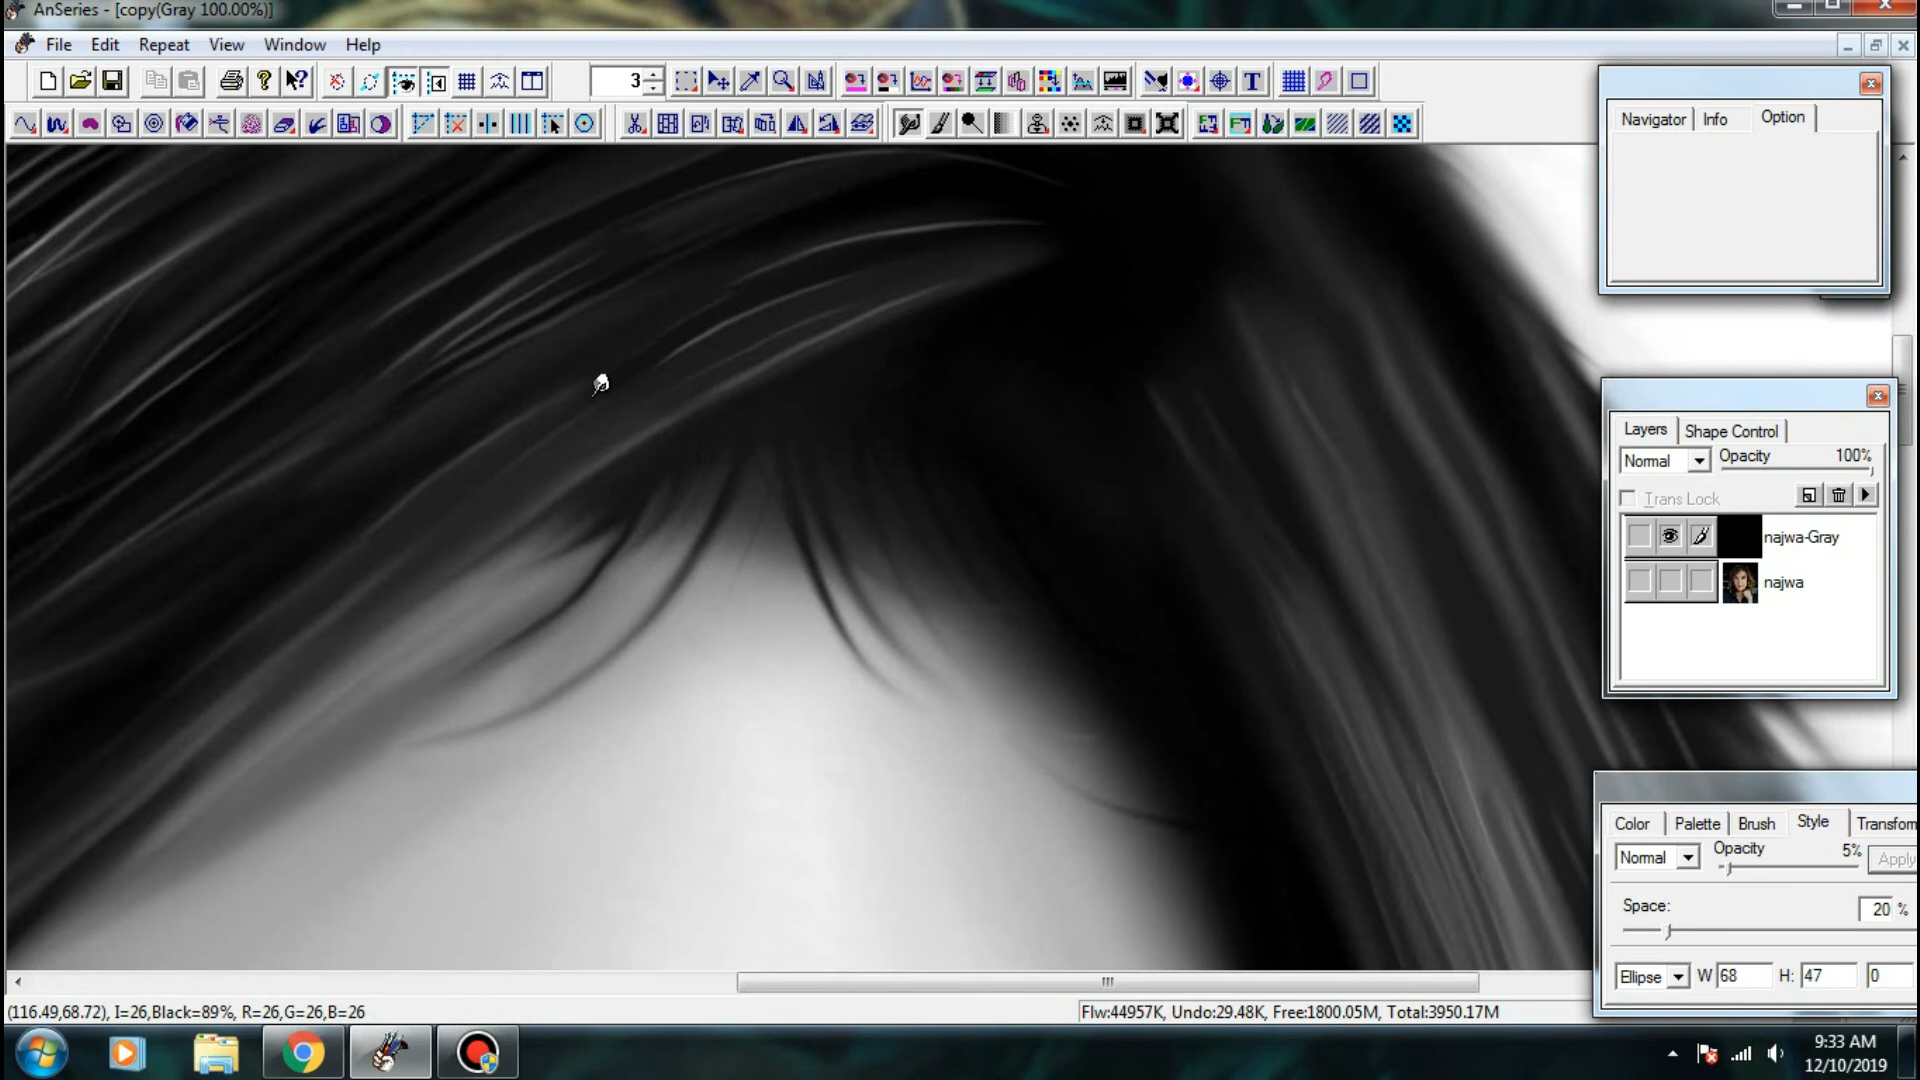 AnSeries - [copy(Gray 100.00%)]
File Edit Repeat View Window Help
3
Navigator Info Option
Layers Shape Control
Normal Opacity 100%
Trans Lock
najwa-Gray
najwa
Color Palette Brush Style Transfom
Normal Opacity 5% Apply
Space: 20 %
Ellipse W 68 H: 47 0
(116.49,68.72), I=26,Black=89%, R=26,G=26,B=26
Flw:44957K, Undo:29.48K, Free:1800.05M, Total:3950.17M
9:33 AM
12/10/2019